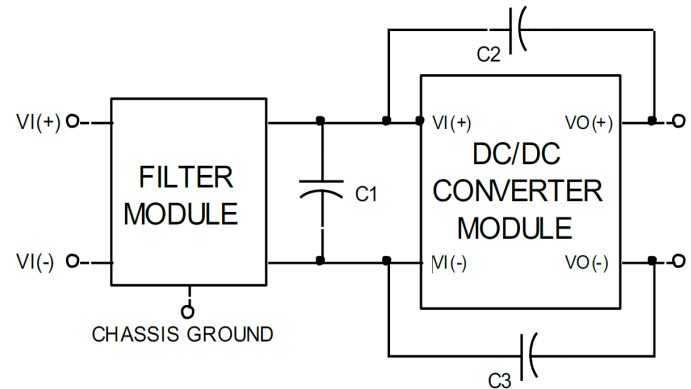 C2
VI(+)
VI(+)
VO(+)
FILTER
MODULE
C1
DC/DC
CONVERTER
MODULE
VI(-)
VI(-)
VO(-)
CHASSIS GROUND
C3